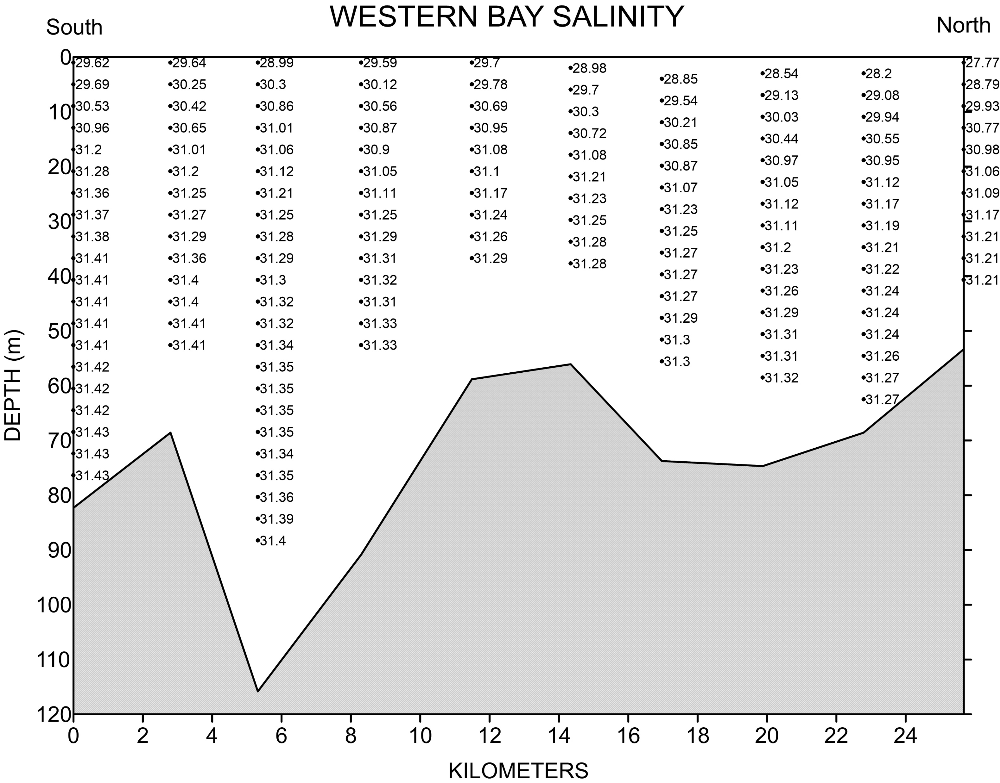 WESTERN BAY SALINITY
South North
0 29.62 29.64 28.99 29.59 29.7 27.77
28.98
28.54 28.2
28.85
29.69 30.25 30.3 30.12 29.78 28.79
29.7
29.13 29.08
29.54
30.53 30.42 30.86 30.56 30.69 29.93
10 30.3
30.03 29.94
30.21
30.96 30.65 31.01 30.87 30.95 30.77
30.72
30.44 30.55
30.85
31.2 31.01 31.06 30.9 31.08 30.98
31.08
30.97 30.95
20 30.87
31.28 31.2 31.12 31.05 31.1 31.06
31.21
31.05 31.12
31.07
31.36 31.25 31.21 31.11 31.17 31.09
31.23
31.12 31.17
31.23
31.37 31.27 31.25 31.25 31.24 31.17
30 31.25
31.11 31.19
31.25
31.38 31.29 31.28 31.29 31.26 31.21
31.28
31.2 31.21
31.27
31.41 31.36 31.29 31.31 31.29 31.21
31.28
31.23 31.22
40 31.27
31.41 31.4 31.3 31.32 31.21
31.26 31.24
31.27
31.41 31.4 31.32 31.31
31.29 31.24
31.29
31.41 31.41 31.32 31.33
50 31.31 31.24
31.3
31.41 31.41 31.34 31.33
31.31 31.26
31.3
31.42 31.35
31.32 31.27
60
31.42 31.35
31.27
31.42 31.35
31.43 31.35
70
31.43 31.34
31.43 31.35
80 31.36
31.39
31.4
90
100
110
120
0 2 4 6 8 10 12 14 16 18 20 22 24
KILOMETERS
DEPTH (m)